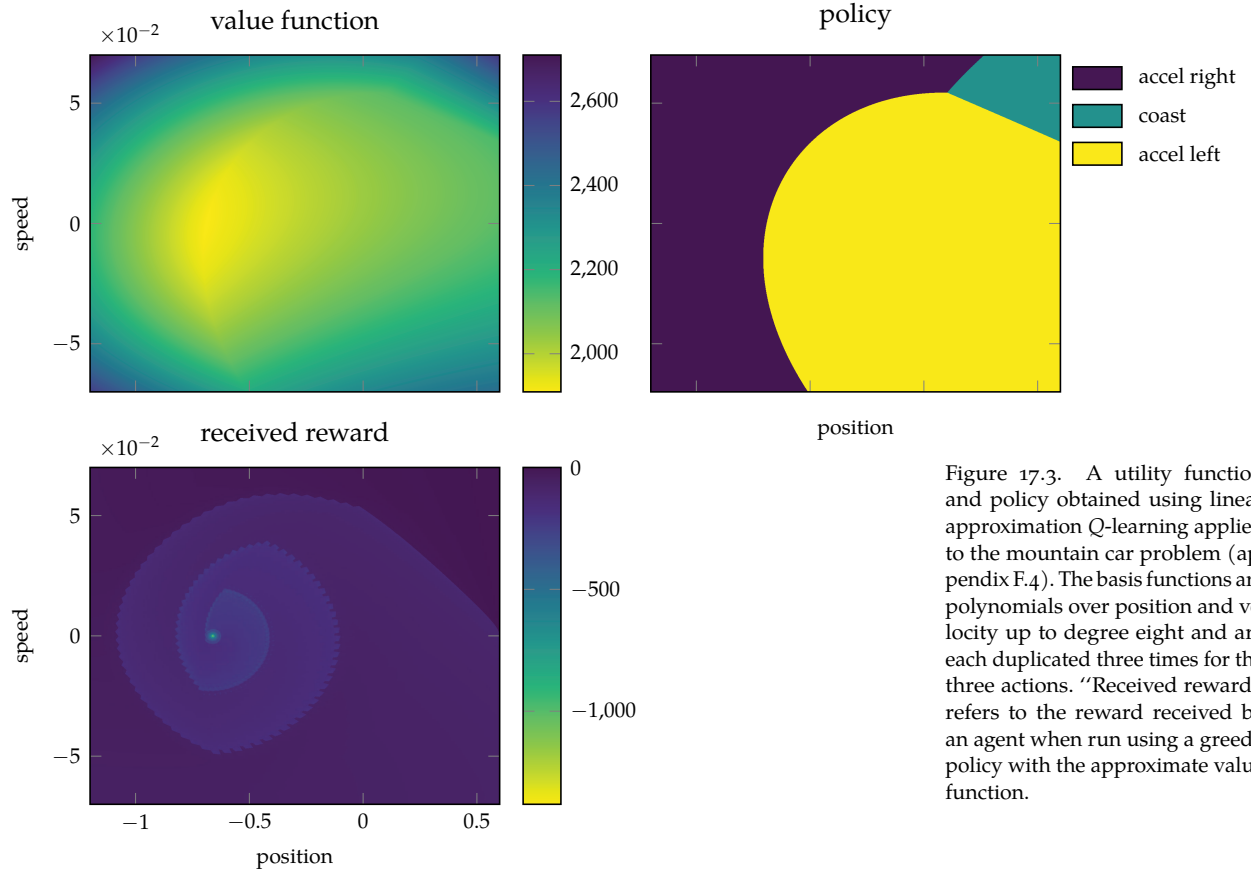 value function
×10−2
5
0
−5
speed
2,600
2,400
2,200
2,000
policy
position
accel right
coast
accel left
received reward
×10−2
5
0
−5
speed
−1
−0.5
0
0.5
position
0
−500
−1,000
Figure 17.3. A utility function
and policy obtained using linea
approximation Q-learning applie
to the mountain car problem (ap
pendix F.4). The basis functions ar
polynomials over position and ve
locity up to degree eight and ar
each duplicated three times for th
three actions. “Received reward
refers to the reward received b
an agent when run using a greed
policy with the approximate valu
function.